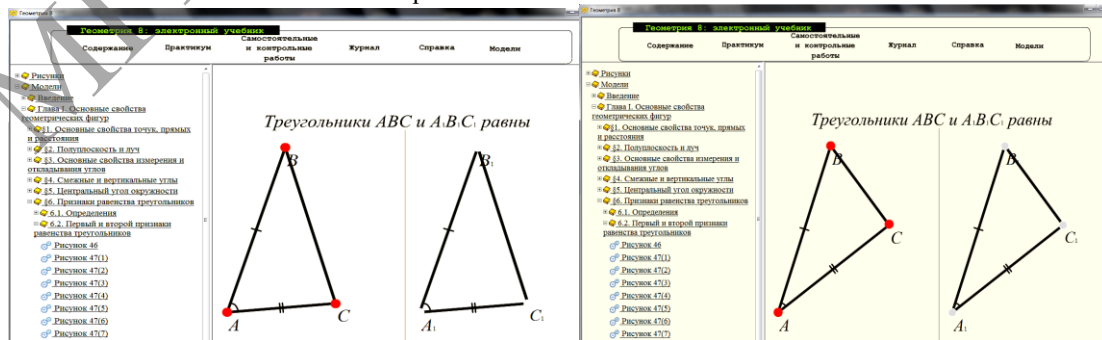 Геометрия 8
Геометрия 8: электронный учебник
Содержание
Практикум
Самостоятельные
и контрольные
работы
Журнал
Справка
Модели
Рисунки
Модели
Введение
Глава I. Основные свойства
геометрических фигур
§1. Основные свойства точук, прямых
и расстояния
§2. Полуплоскость и луч
§3. Основные свойства измерения и
откладывания углов
§4. Смежные и вертикальные углы
§5. Центральный угол окружности
§6. Признаки равенства треугольников
6.1. Определения
6.2. Первый и второй признаки
равенства треугольников
Рисунок 46
Рисунок 47(1)
Рисунок 47(2)
Рисунок 47(3)
Рисунок 47(4)
Рисунок 47(5)
Рисунок 47(6)
Рисунок 47(7)
Треугольники ABC и A₁B₁C₁ равны
B
B₁
A
C
A₁
C₁
Геометрия 8
Геометрия 8: электронный учебник
Содержание
Практикум
Самостоятельные
и контрольные
работы
Журнал
Справка
Модели
Рисунки
Модели
Введение
Глава I. Основные свойства
геометрических фигур
§1. Основные свойства точук, прямых
и расстояния
§2. Полуплоскость и луч
§3. Основные свойства измерения и
откладывания углов
§4. Смежные и вертикальные углы
§5. Центральный угол окружности
§6. Признаки равенства треугольников
6.1. Определения
6.2. Первый и второй признаки
равенства треугольников
Рисунок 46
Рисунок 47(1)
Рисунок 47(2)
Рисунок 47(3)
Рисунок 47(4)
Рисунок 47(5)
Рисунок 47(6)
Рисунок 47(7)
Треугольники ABC и A₁B₁C₁ равны
B
B₁
C
C₁
A
A₁